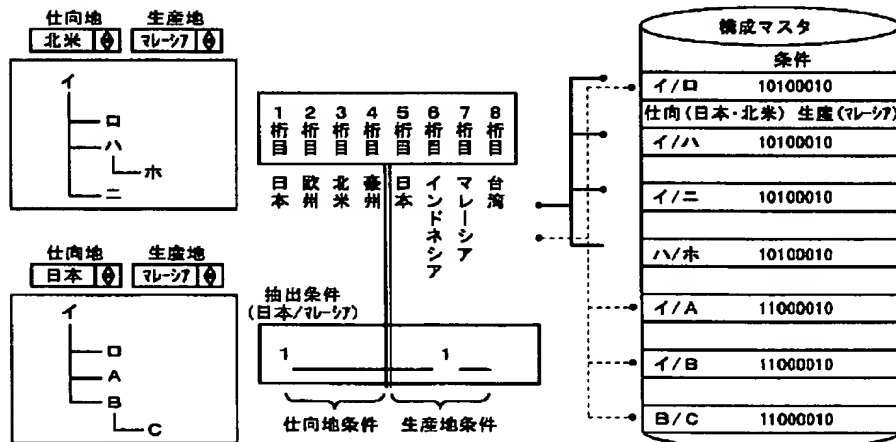 仕向地 生産地
北米 マレーシア
イ
ロ
ハ
ホ
ニ
仕向地 生産地
日本 マレーシア
イ
ロ
A
B
C
1桁目 2桁目 3桁目 4桁目 5桁目 6桁目 7桁目 8桁目
日本 欧州 北米 豪州 日本 インドネシア マレーシア 台湾
抽出条件
(日本/マレーシア)
1 1
仕向地条件 生産地条件
構成マスタ
条件
イ/ロ 10100010
仕向(日本・北米) 生産(マレーシア)
イ/ハ 10100010
イ/ニ 10100010
ハ/ホ 10100010
イ/A 11000010
イ/B 11000010
B/C 11000010